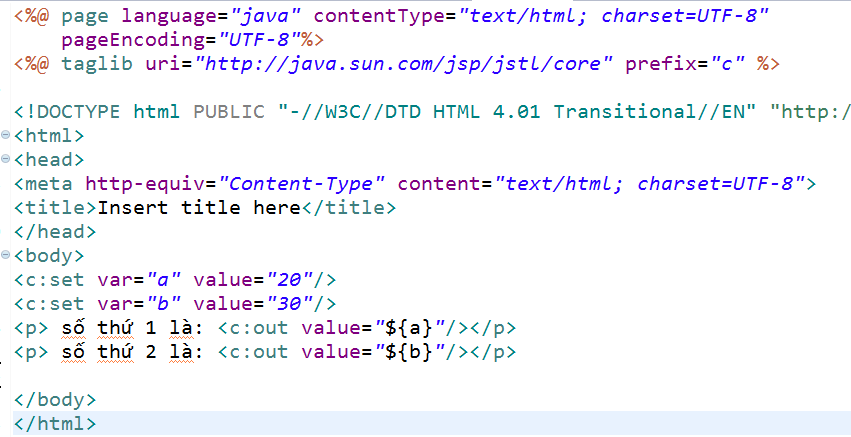 <%@ page language="java" contentType="text/html; charset=UTF-8"
    pageEncoding="UTF-8"%>
<%@ taglib uri="http://java.sun.com/jsp/jstl/core" prefix="c" %>
<!DOCTYPE html PUBLIC "-//W3C//DTD HTML 4.01 Transitional//EN" "http:/
<html>
<head>
<meta http-equiv="Content-Type" content="text/html; charset=UTF-8">
<title>Insert title here</title>
</head>
<body>
<c:set var="a" value="20"/>
<c:set var="b" value="30"/>
<p> số thứ 1 là: <c:out value="${a}"/></p>
<p> số thứ 2 là: <c:out value="${b}"/></p>
</body>
</html>